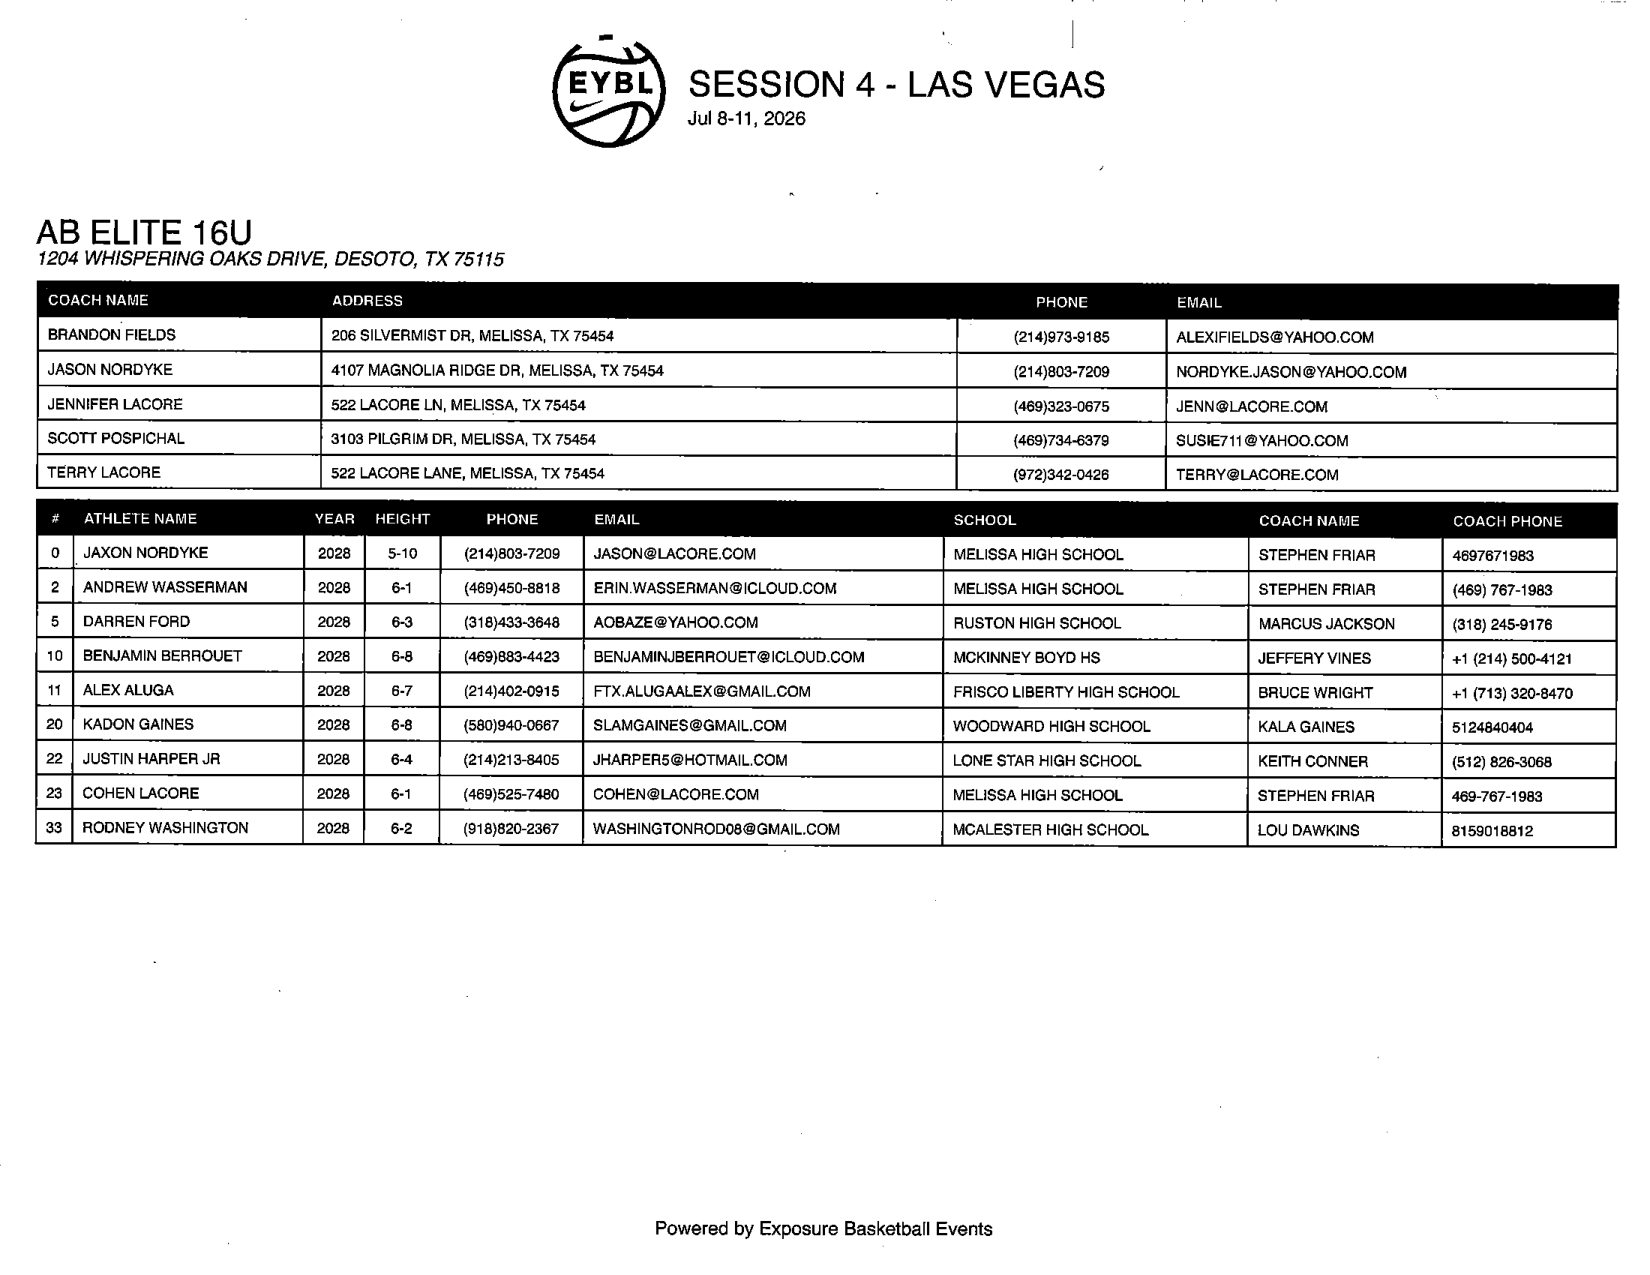 EYBL
SESSION 4 - LAS VEGAS
Jul 8-11, 2026
AB ELITE 16U
1204 WHISPERING OAKS DRIVE, DESOTO, TX 75115
COACH NAME ADDRESS PHONE EMAIL
BRANDON FIELDS 206 SILVERMIST DR, MELISSA, TX 75454 (214)973-9185 ALEXIFIELDS@YAHOO.COM
JASON NORDYKE 4107 MAGNOLIA RIDGE DR, MELISSA, TX 75454 (214)803-7209 NORDYKE.JASON@YAHOO.COM
JENNIFER LACORE 522 LACORE LN, MELISSA, TX 75454 (469)323-0675 JENN@LACORE.COM
SCOTT POSPICHAL 3103 PILGRIM DR, MELISSA, TX 75454 (469)734-6379 SUSIE711@YAHOO.COM
TERRY LACORE 522 LACORE LANE, MELISSA, TX 75454 (972)342-0426 TERRY@LACORE.COM
# ATHLETE NAME YEAR HEIGHT PHONE EMAIL SCHOOL COACH NAME COACH PHONE
0 JAXON NORDYKE 2028 5-10 (214)803-7209 JASON@LACORE.COM MELISSA HIGH SCHOOL STEPHEN FRIAR 4697671983
2 ANDREW WASSERMAN 2028 6-1 (469)450-8818 ERIN.WASSERMAN@ICLOUD.COM MELISSA HIGH SCHOOL STEPHEN FRIAR (469) 767-1983
5 DARREN FORD 2028 6-3 (318)433-3648 AOBAZE@YAHOO.COM RUSTON HIGH SCHOOL MARCUS JACKSON (318) 245-9176
10 BENJAMIN BERROUET 2028 6-8 (469)883-4423 BENJAMINJBERROUET@ICLOUD.COM MCKINNEY BOYD HS JEFFERY VINES +1 (214) 500-4121
11 ALEX ALUGA 2028 6-7 (214)402-0915 FTX.ALUGAALEX@GMAIL.COM FRISCO LIBERTY HIGH SCHOOL BRUCE WRIGHT +1 (713) 320-8470
20 KADON GAINES 2028 6-8 (580)940-0667 SLAMGAINES@GMAIL.COM WOODWARD HIGH SCHOOL KALA GAINES 5124840404
22 JUSTIN HARPER JR 2028 6-4 (214)213-8405 JHARPER5@HOTMAIL.COM LONE STAR HIGH SCHOOL KEITH CONNER (512) 826-3068
23 COHEN LACORE 2028 6-1 (469)525-7480 COHEN@LACORE.COM MELISSA HIGH SCHOOL STEPHEN FRIAR 469-767-1983
33 RODNEY WASHINGTON 2028 6-2 (918)820-2367 WASHINGTONROD08@GMAIL.COM MCALESTER HIGH SCHOOL LOU DAWKINS 8159018812
Powered by Exposure Basketball Events